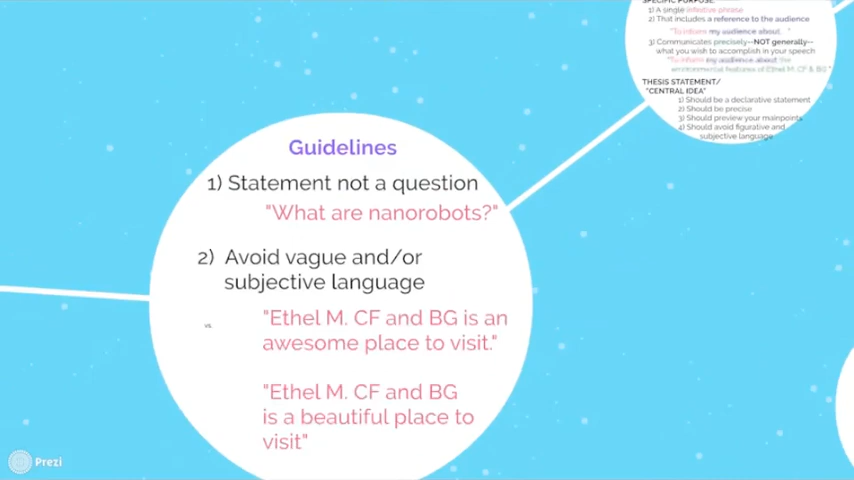 SPECIFIC PURPOSE
1) A single infinitive phrase
2) That includes a reference to the audience
"To inform my audience about. "
3) Communicates precisely--NOT generally--
what you wish to accomplish in your speech
"To inform my audience about the
environmental features of Ethel M. CF & BG."
THESIS STATEMENT/
"CENTRAL IDEA"
1) Should be a declarative statement
2) Should be precise
3) Should preview your mainpoints
4) Should avoid figurative and
subjective language
Guidelines
1) Statement not a question
"What are nanorobots?"
2) Avoid vague and/or
subjective language
vs.
"Ethel M. CF and BG is an
awesome place to visit."
"Ethel M. CF and BG
is a beautiful place to
visit"
Prezi